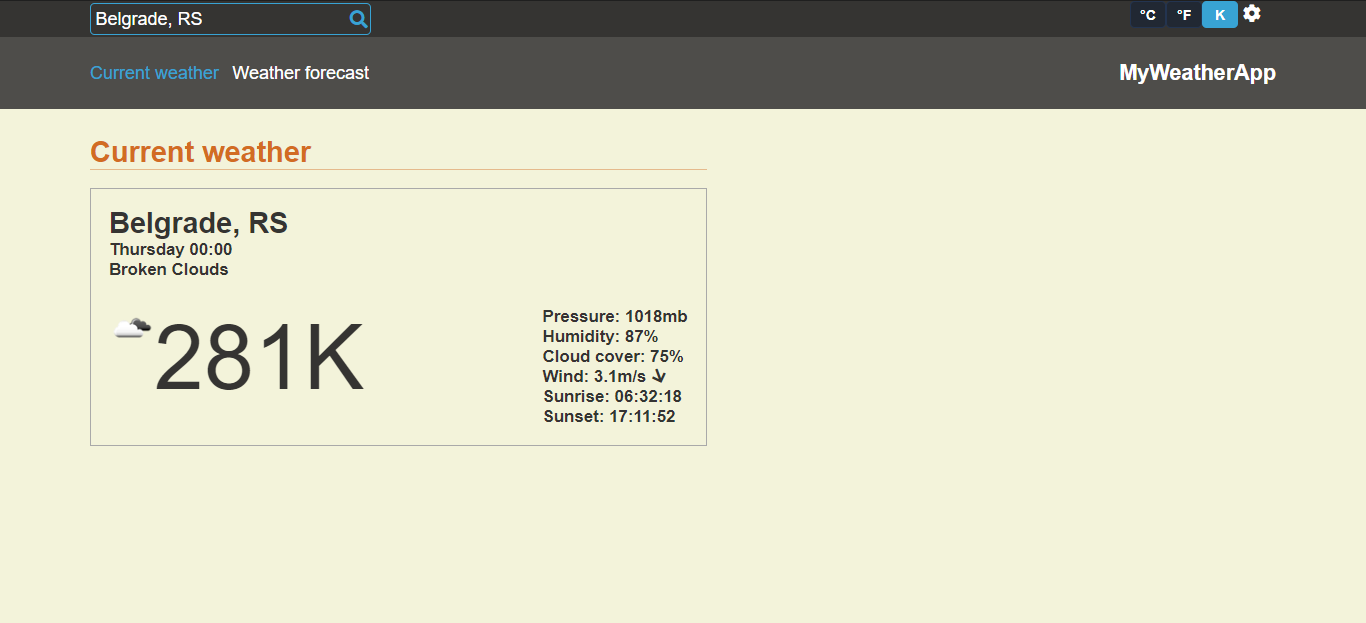 Belgrade, RS
°C °F K
Current weather Weather forecast
MyWeatherApp
Current weather
Belgrade, RS
Thursday 00:00
Broken Clouds
281K
Pressure: 1018mb
Humidity: 87%
Cloud cover: 75%
Wind: 3.1m/s
Sunrise: 06:32:18
Sunset: 17:11:52